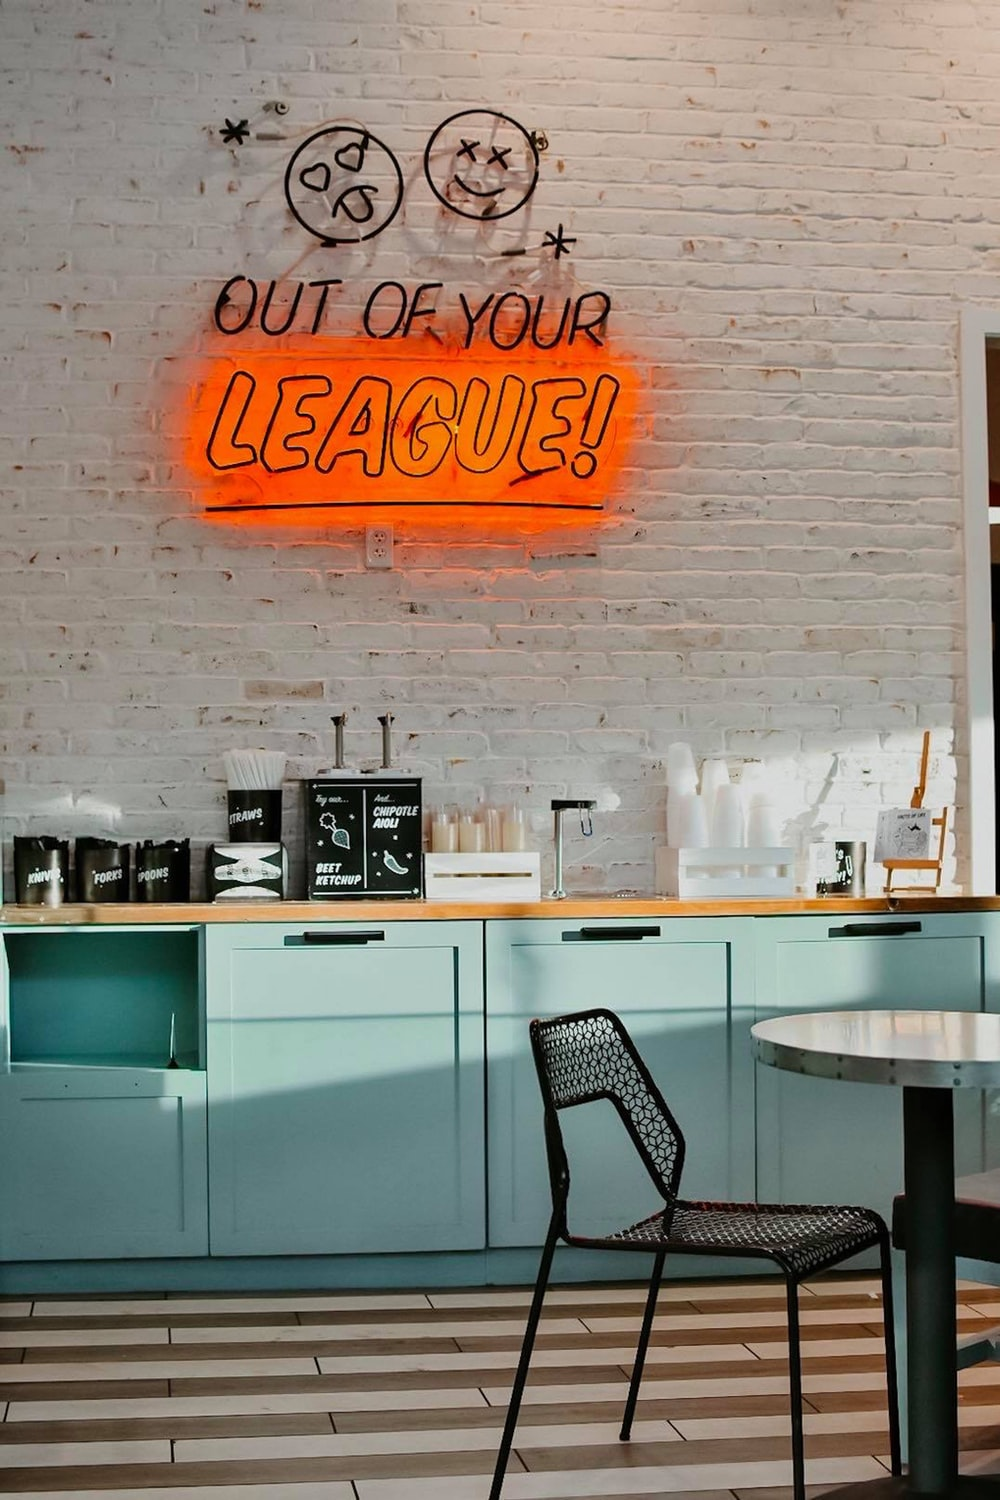 OUT OF YOUR
LEAGUE!
STRAWS
Try our...
BEET
KETCHUP
And...
CHIPOTLE
AIOLI
KNIVES
FORKS
SPOONS